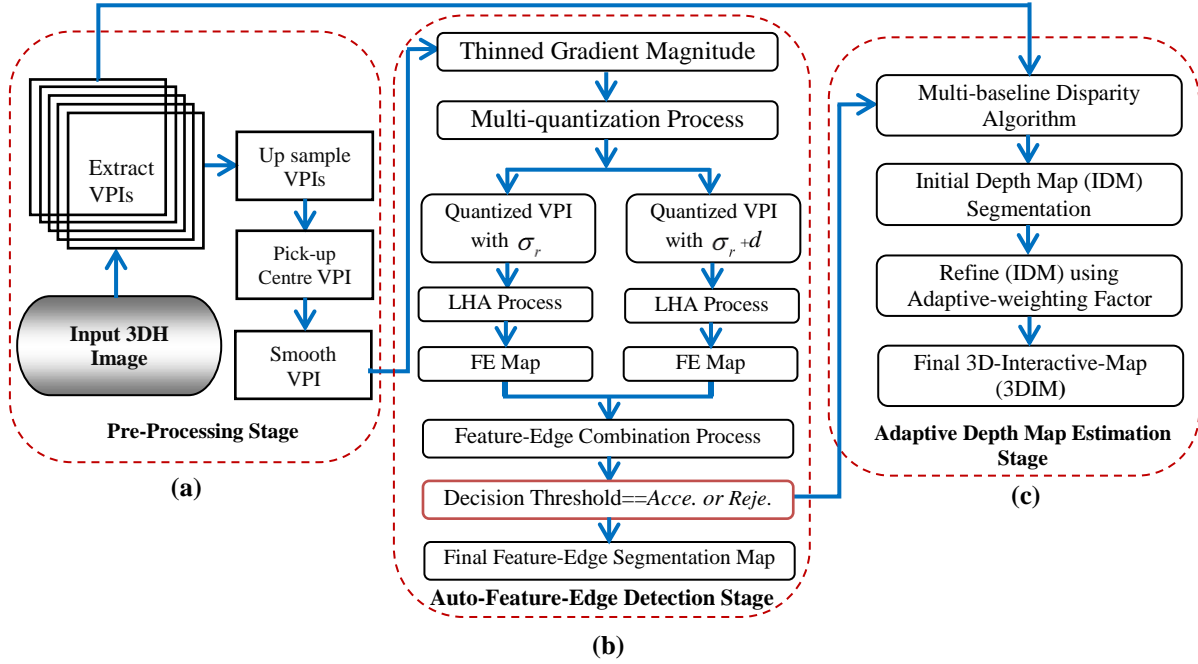 Extract
VPIs
Input 3DH
Image
Up sample
VPIs
Pick-up
Centre VPI
Smooth
VPI
Pre-Processing Stage
(a)
Thinned Gradient Magnitude
Multi-quantization Process
Quantized VPI
with σr
Quantized VPI
with σr +d
LHA Process
LHA Process
FE Map
FE Map
Feature-Edge Combination Process
Decision Threshold==Acce. or Reje.
Final Feature-Edge Segmentation Map
Auto-Feature-Edge Detection Stage
(b)
Multi-baseline Disparity
Algorithm
Initial Depth Map (IDM)
Segmentation
Refine (IDM) using
Adaptive-weighting Factor
Final 3D-Interactive-Map
(3DIM)
Adaptive Depth Map Estimation
Stage
(c)